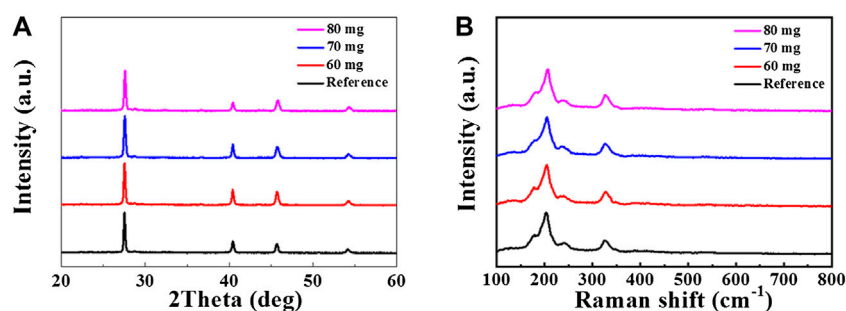 A
80 mg
70 mg
60 mg
Reference
Intensity (a.u.)
20 30 40 50 60
2Theta (deg)
B
80 mg
70 mg
60 mg
Reference
Intensity (a.u.)
100 200 300 400 500 600 700 800
Raman shift (cm⁻¹)